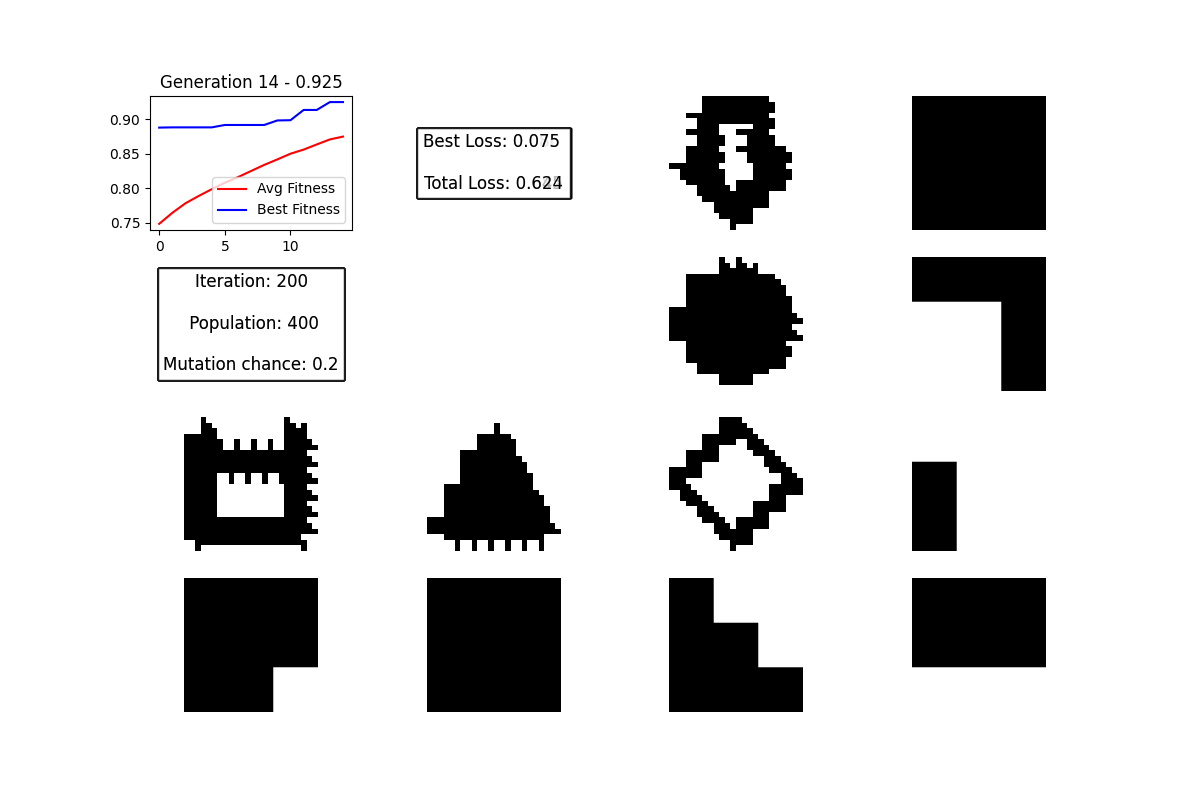 Generation 14 - 0.925
0.90
0.85
0.80
0.75
Avg Fitness
Best Fitness
0 5 10
Best Loss: 0.075
Total Loss: 0.624
Iteration: 200
Population: 400
Mutation chance: 0.2